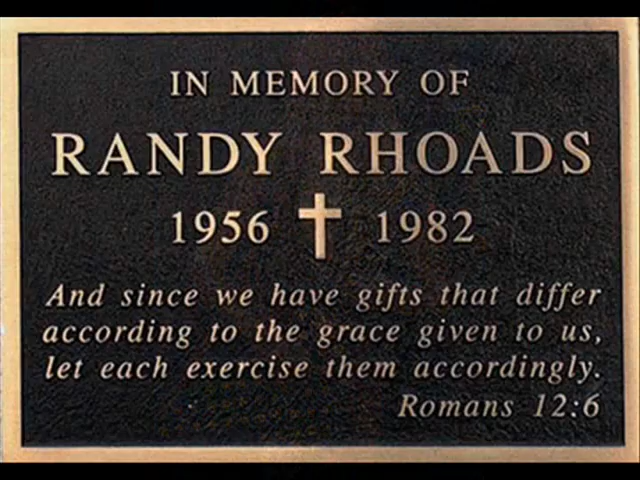 IN MEMORY OF
RANDY RHOADS
1956 1982
And since we have gifts that differ
according to the grace given to us,
let each exercise them accordingly.
Romans 12:6